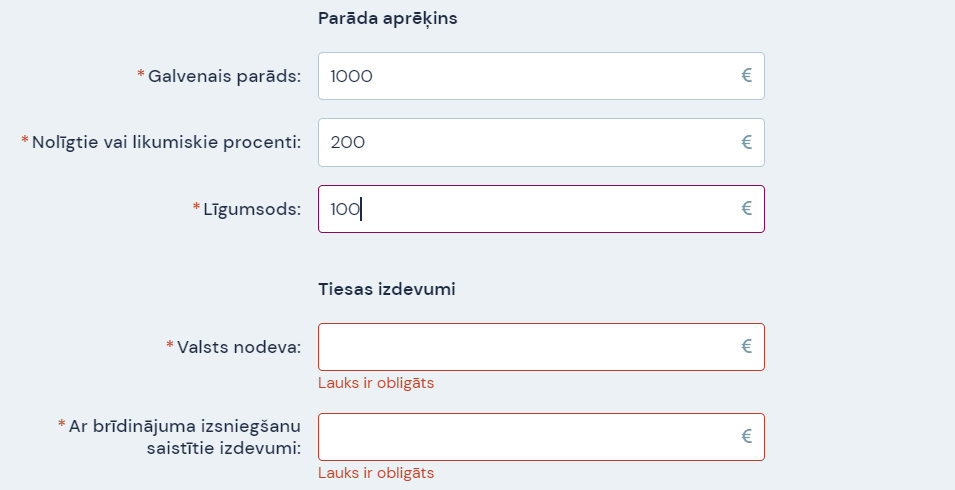 Parāda aprēķins
* Galvenais parāds: 1000 €
* Nolīgtie vai likumiskie procenti: 200 €
* Līgumsods: 100 €
Tiesas izdevumi
* Valsts nodeva: €
Lauks ir obligāts
* Ar brīdinājuma izsniegšanu
saistītie izdevumi: €
Lauks ir obligāts